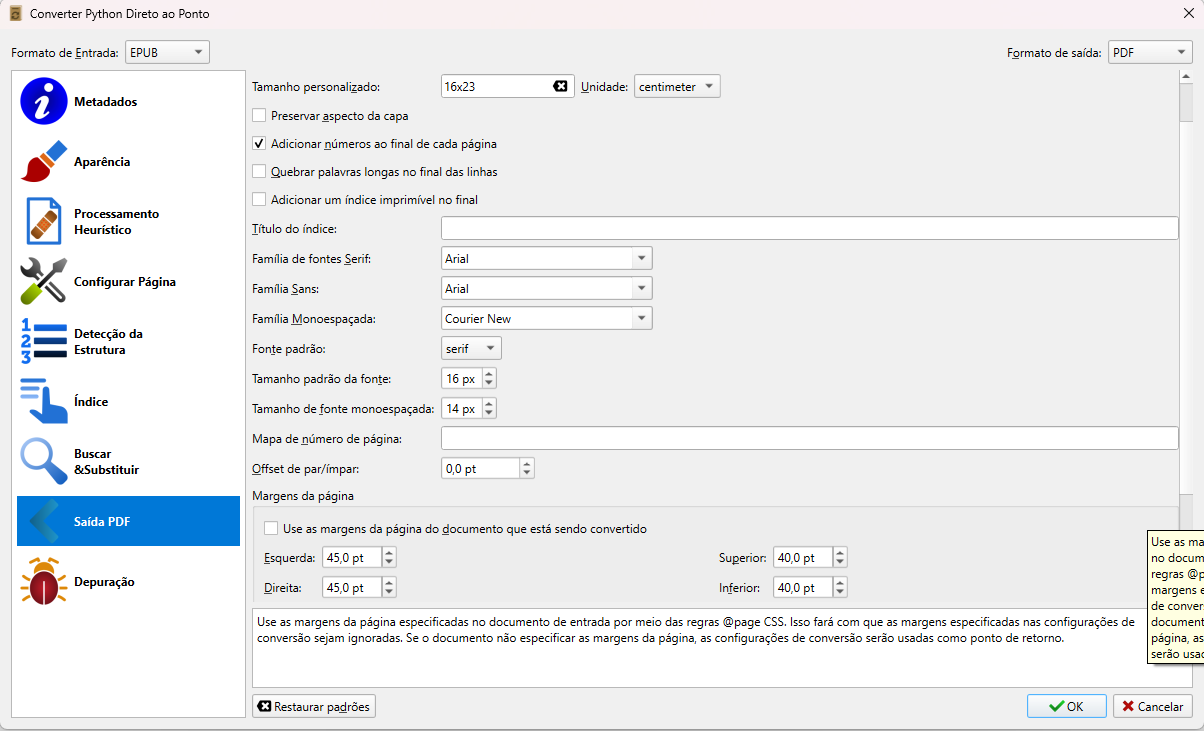 Converter Python Direto ao Ponto
Formato de Entrada: EPUB
Formato de saída: PDF
Metadados
Aparência
Processamento
Heurístico
Configurar Página
Detecção da
Estrutura
Índice
Buscar
&Substituir
Saída PDF
Depuração
Tamanho personalizado: 16x23 Unidade: centimeter
Preservar aspecto da capa
Adicionar números ao final de cada página
Quebrar palavras longas no final das linhas
Adicionar um índice imprimível no final
Título do índice:
Família de fontes Serif: Arial
Família Sans: Arial
Família Monoespaçada: Courier New
Fonte padrão: serif
Tamanho padrão da fonte: 16 px
Tamanho de fonte monoespaçada: 14 px
Mapa de número de página:
Offset de par/ímpar: 0,0 pt
Margens da página
Use as margens da página do documento que está sendo convertido
Esquerda: 45,0 pt Superior: 40,0 pt
Direita: 45,0 pt Inferior: 40,0 pt
Use as margens da página especificadas no documento de entrada por meio das regras @page CSS. Isso fará com que as margens especificadas nas configurações de
conversão sejam ignoradas. Se o documento não especificar as margens da página, as configurações de conversão serão usadas como ponto de retorno.
Use as ma
no docum
regras @p
margens e
de conver
document
página, as
serão usad
Restaurar padrões
OK
Cancelar